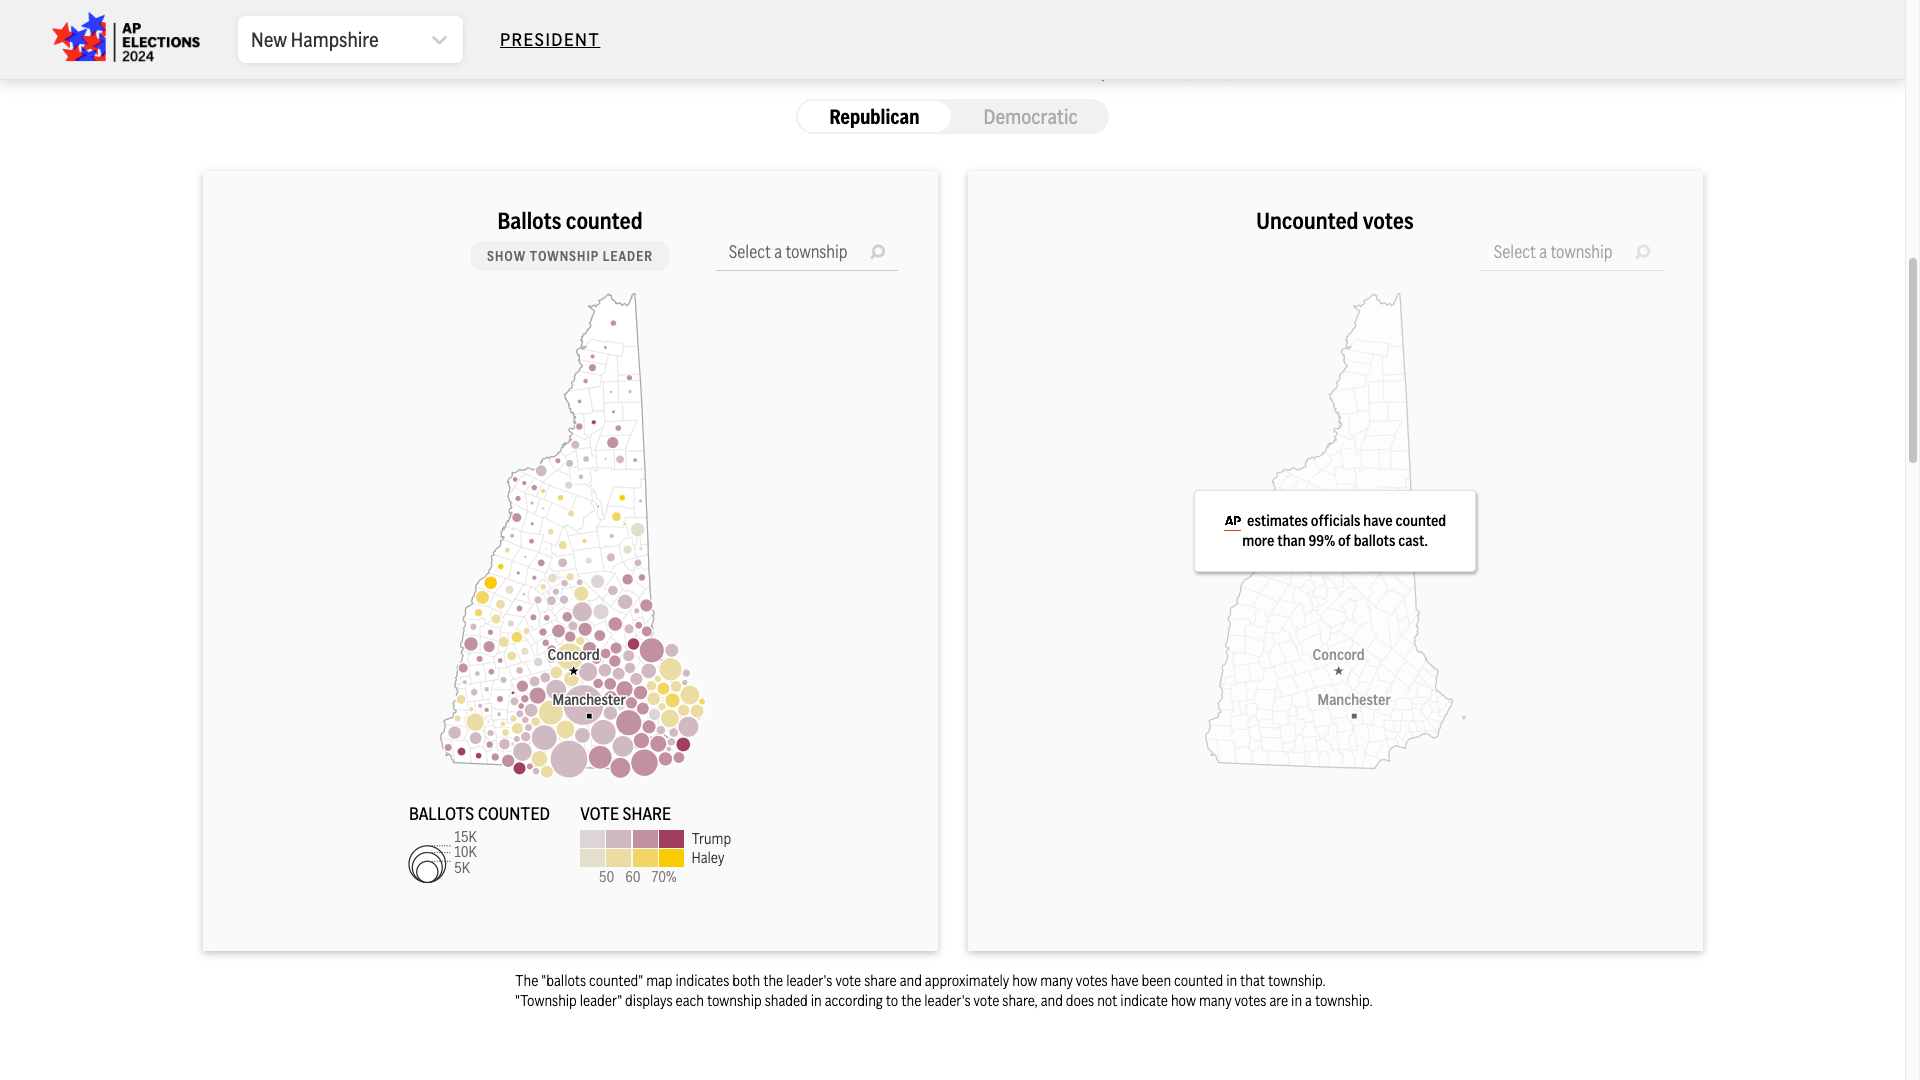 AP
ELECTIONS
2024
New Hampshire
PRESIDENT
Republican
Democratic
Ballots counted
SHOW TOWNSHIP LEADER
Select a township
Concord
Manchester
BALLOTS COUNTED
15K
10K
5K
VOTE SHARE
Trump
Haley
50 60 70%
Uncounted votes
Select a township
AP estimates officials have counted
more than 99% of ballots cast.
Concord
Manchester
The "ballots counted" map indicates both the leader's vote share and approximately how many votes have been counted in that township.
"Township leader" displays each township shaded in according to the leader's vote share, and does not indicate how many votes are in a township.